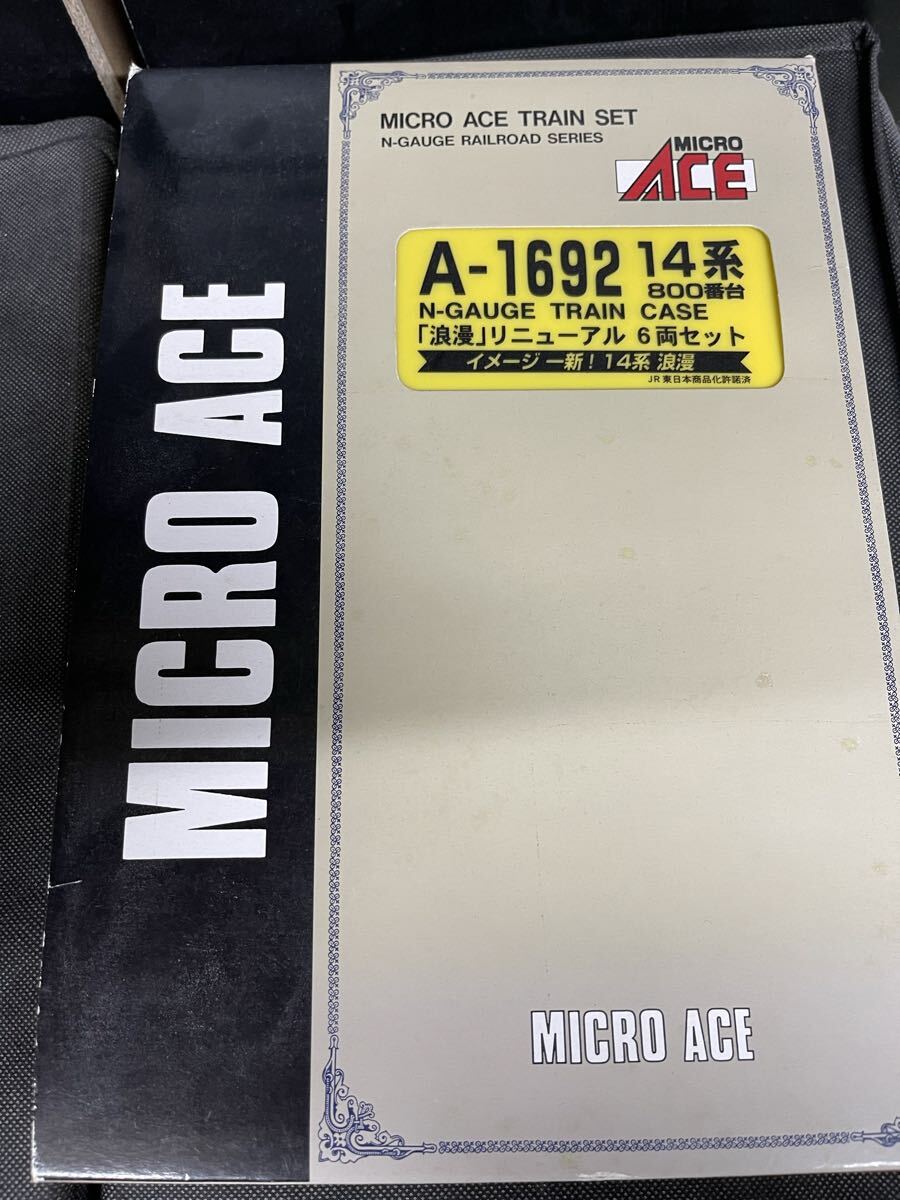 MICRO ACE
MICRO ACE TRAIN SET
N-GAUGE RAILROAD SERIES
MICRO
ACE
A-1692 14系
800番台
N-GAUGE TRAIN CASE
「浪漫」リニューアル 6両セット
イメージ一新!14系 浪漫
JR東日本商品化許諾済
MICRO ACE